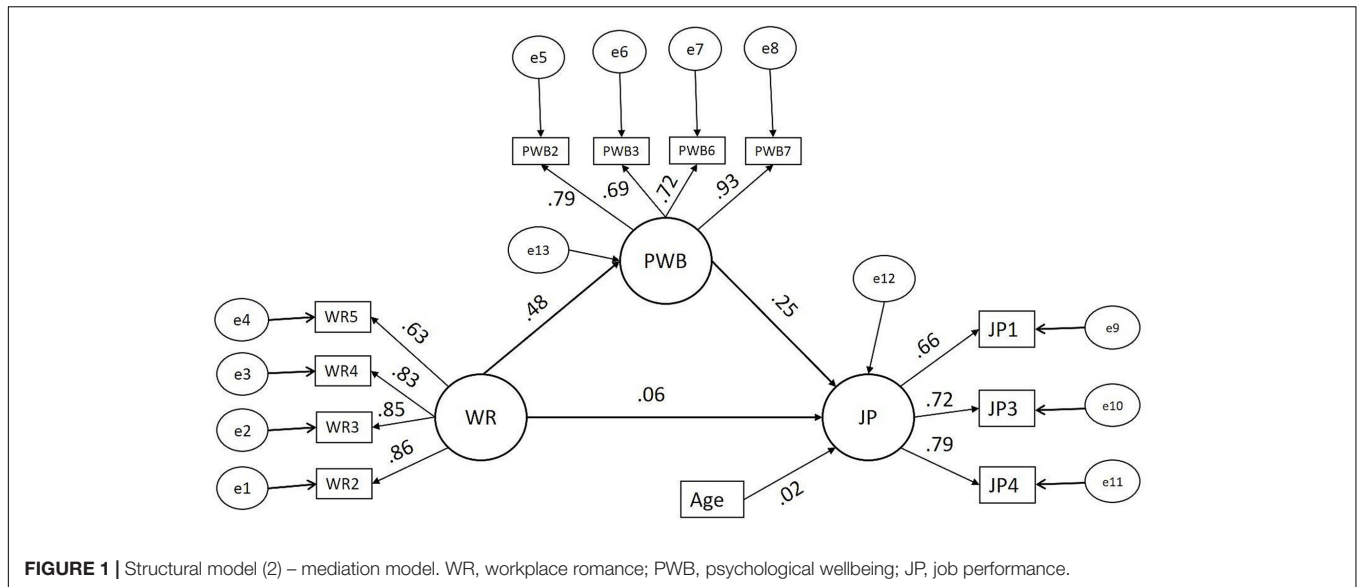 e5 e6 e7 e8
PWB2 PWB3 PWB6 PWB7
.79 .69 .72 .93
e13 PWB
e12
.48 .25
e4 WR5 .63
JP1 e9
.66
e3 WR4 .83
.06
.72 JP3 e10
e2 WR3 .85
WR JP
.86 .79
e1 WR2
Age .02
JP4 e11
FIGURE 1 | Structural model (2) – mediation model. WR, workplace romance; PWB, psychological wellbeing; JP, job performance.